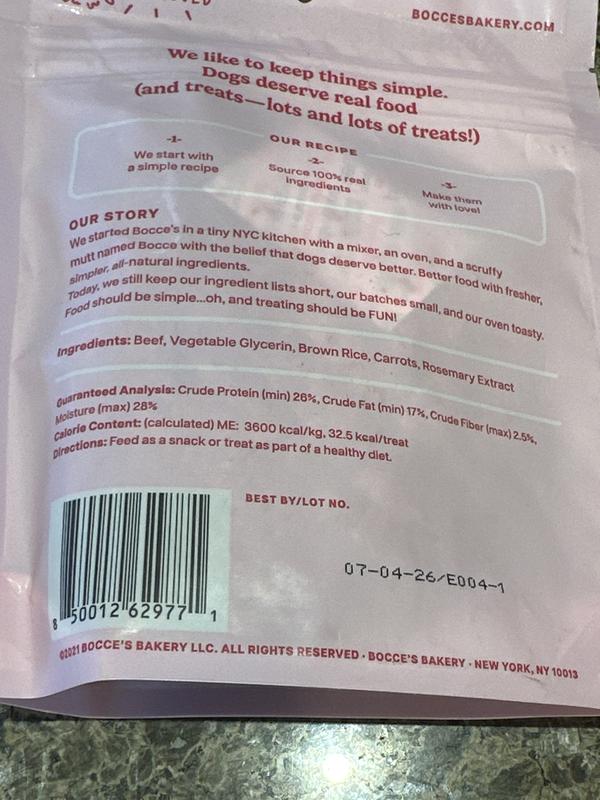 BOCCESBAKERY.COM
We like to keep things simple.
Dogs deserve real food
(and treats—lots and lots of treats!)
OUR RECIPE
-1-
We start with
a simple recipe
-2-
Source 100% real
ingredients
-3-
Make them
with love!
OUR STORY
We started Bocce's in a tiny NYC kitchen with a mixer, an oven, and a scruffy
mutt named Bocce with the belief that dogs deserve better. Better food with fresher,
simpler, all-natural ingredients.
Today, we still keep our ingredient lists short, our batches small, and our oven toasty.
Food should be simple...oh, and treating should be FUN!
Ingredients: Beef, Vegetable Glycerin, Brown Rice, Carrots, Rosemary Extract
Guaranteed Analysis: Crude Protein (min) 26%, Crude Fat (min) 17%, Crude Fiber (max) 2.5%,
Moisture (max) 28%
Calorie Content: (calculated) ME: 3600 kcal/kg, 32.5 kcal/treat
Directions: Feed as a snack or treat as part of a healthy diet.
BEST BY/LOT NO.
07-04-26/E004-1
8 50012 62977 1
©2021 BOCCE'S BAKERY LLC. ALL RIGHTS RESERVED · BOCCE'S BAKERY · NEW YORK, NY 10013